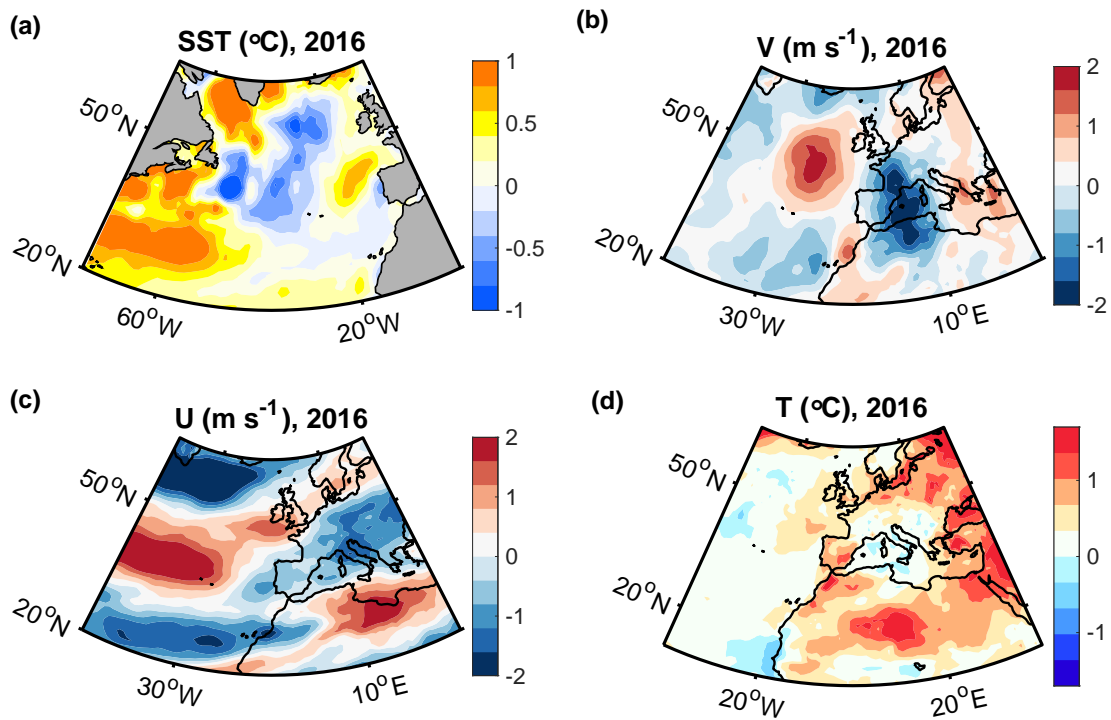 (a)
SST (°C), 2016
50°N
20°N
60°W
20°W
1
0.5
0
-0.5
-1
(b)
V (m s⁻¹), 2016
50°N
20°N
30°W
10°E
2
1
0
-1
-2
(c)
U (m s⁻¹), 2016
50°N
20°N
30°W
10°E
2
1
0
-1
-2
(d)
T (°C), 2016
50°N
20°N
20°W
20°E
1
0
-1